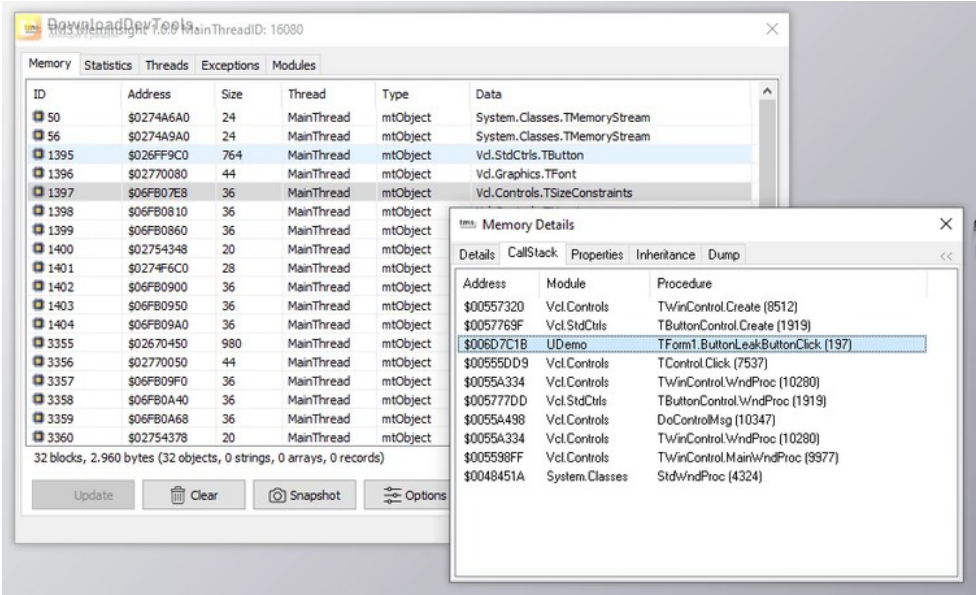 DownloadDevTools.
tms TMS MemInsight 1.0.0 MainThreadID: 16080
Memory Statistics Threads Exceptions Modules
ID Address Size Thread Type Data
50 $0274A6A0 24 MainThread mtObject System.Classes.TMemoryStream
56 $0274A9A0 24 MainThread mtObject System.Classes.TMemoryStream
1395 $026FF9C0 764 MainThread mtObject Vcl.StdCtrls.TButton
1396 $02770080 44 MainThread mtObject Vcl.Graphics.TFont
1397 $06FB07E8 36 MainThread mtObject Vcl.Controls.TSizeConstraints
1398 $06FB0810 36 MainThread mtObject
1399 $06FB0860 36 MainThread mtObject
1400 $02754348 20 MainThread mtObject
1401 $0274F6C0 28 MainThread mtObject
1402 $06FB0900 36 MainThread mtObject
1403 $06FB0950 36 MainThread mtObject
1404 $06FB09A0 36 MainThread mtObject
3355 $02670450 980 MainThread mtObject
3356 $02770050 44 MainThread mtObject
3357 $06FB09F0 36 MainThread mtObject
3358 $06FB0A40 36 MainThread mtObject
3359 $06FB0A68 36 MainThread mtObject
3360 $02754378 20 MainThread mtObject
32 blocks, 2.960 bytes (32 objects, 0 strings, 0 arrays, 0 records)
Update Clear Snapshot Options
tms Memory Details
Details CallStack Properties Inheritance Dump <<
Address Module Procedure
$00557320 Vcl.Controls TWinControl.Create (8512)
$0057769F Vcl.StdCtrls TButtonControl.Create (1919)
$006D7C1B UDemo TForm1.ButtonLeakButtonClick (197)
$00555DD9 Vcl.Controls TControl.Click (7537)
$0055A334 Vcl.Controls TWinControl.WndProc (10280)
$005777DD Vcl.StdCtrls TButtonControl.WndProc (1919)
$0055A498 Vcl.Controls DoControlMsg (10347)
$0055A334 Vcl.Controls TWinControl.WndProc (10280)
$005598FF Vcl.Controls TWinControl.MainWndProc (9977)
$0048451A System.Classes StdWndProc (4324)